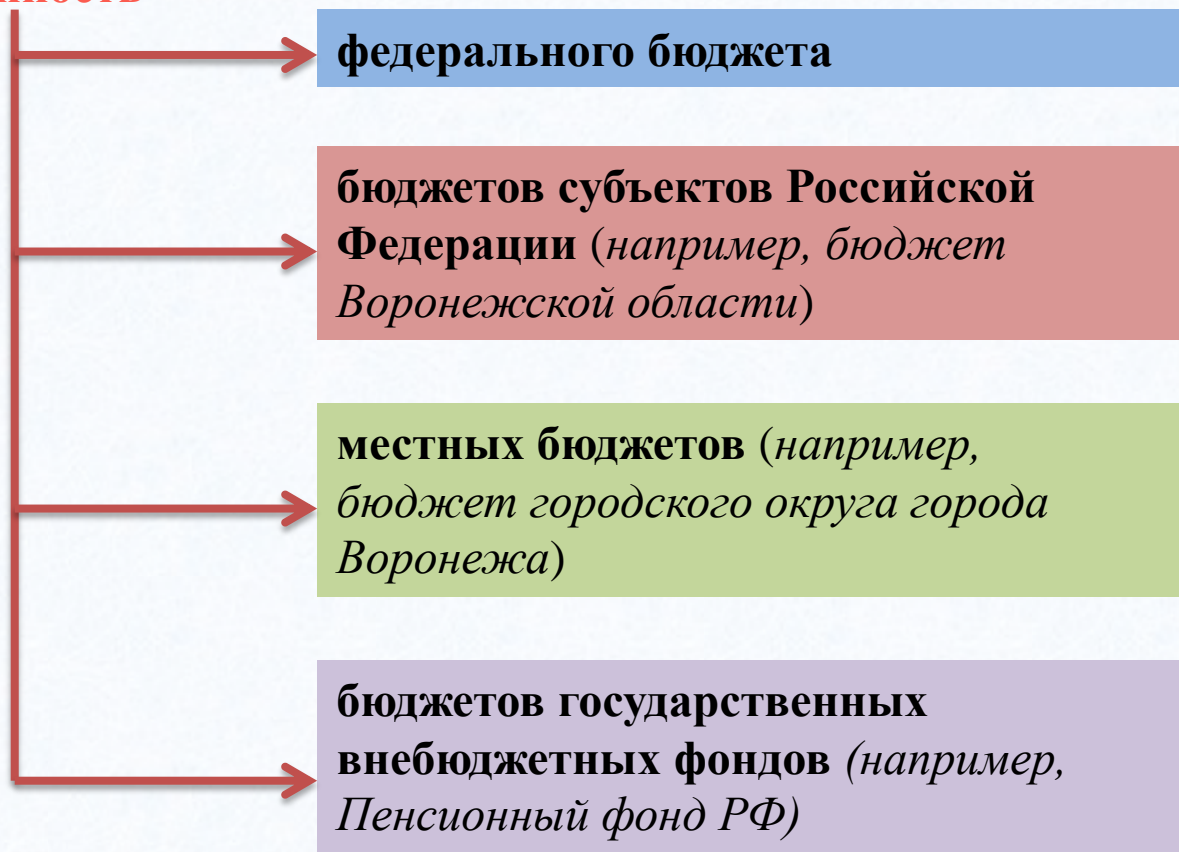 федерального бюджета
бюджетов субъектов Российской
Федерации (например, бюджет
Воронежской области)
местных бюджетов (например,
бюджет городского округа города
Воронежа)
бюджетов государственных
внебюджетных фондов (например,
Пенсионный фонд РФ)